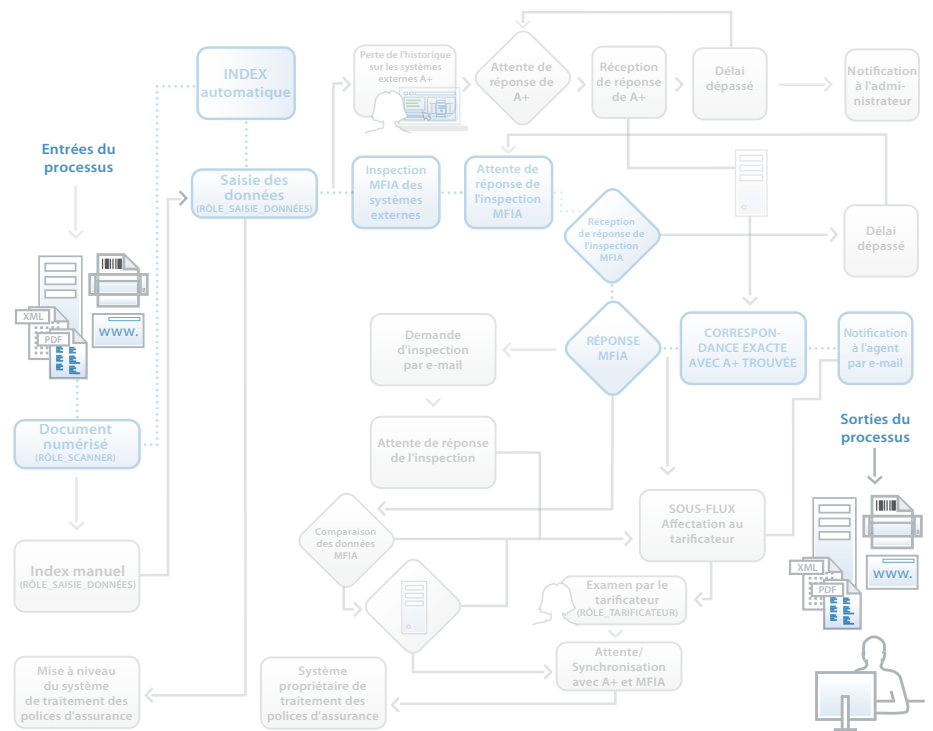 Perte de l'historique
sur les systèmes
externes A+
Attente de
réponse de
A+
Réception
de réponse
de A+
Délai
dépassé
Notification
à l'admi-
nistrateur
INDEX
automatique
Entrées du
processus
Saisie des
données
(RÔLE_SAISIE_DONNÉES)
Inspection
MFIA des
systèmes
externes
Attente de
réponse de
l'inspection
MFIA
Réception
de réponse de
l'inspection
MFIA
Délai
dépassé
XML
PDF
WWW.
Demande
d'inspection
par e-mail
RÉPONSE
MFIA
CORRESPON-
DANCE EXACTE
AVEC A+ TROUVÉE
Notification
à l'agent
par e-mail
Document
numérisé
(RÔLE_SCANNER)
Attente de réponse
de l'inspection
Sorties du
processus
Comparaison
des données
MFIA
SOUS-FLUX
Affectation au
tarificateur
Index manuel
(RÔLE_SAISIE_DONNÉES)
XML
PDF
WWW.
Examen par le
tarificateur
(RÔLE_TARIFICATEUR)
Attente/
Synchronisation
avec A+ et MFIA
Mise à niveau
du système
de traitement des
polices d'assurance
Système
propriétaire de
traitement des
polices d'assurance